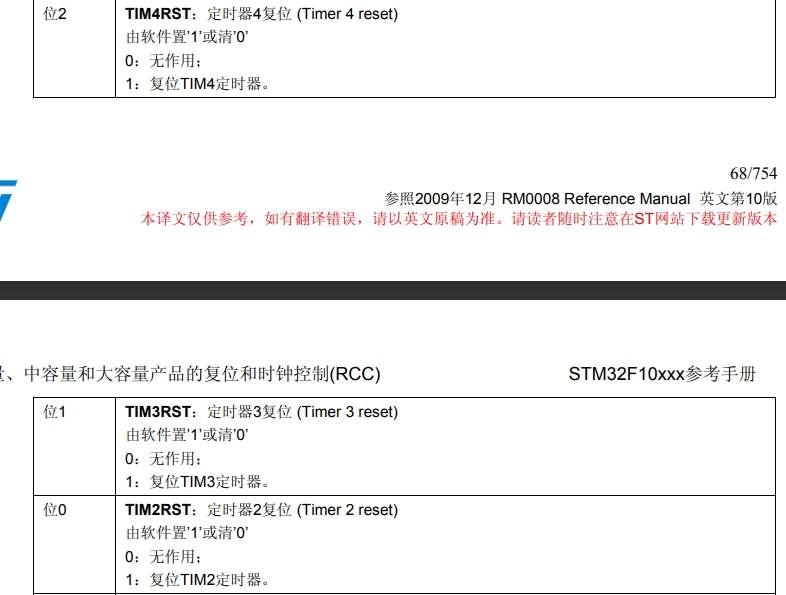 位2
TIM4RST：定时器4复位 (Timer 4 reset)
由软件置'1'或清'0'
0：无作用；
1：复位TIM4定时器。
68/754
参照2009年12月 RM0008 Reference Manual 英文第10版
本译文仅供参考，如有翻译错误，请以英文原稿为准。请读者随时注意在ST网站下载更新版本
、中容量和大容量产品的复位和时钟控制(RCC)
STM32F10xxx参考手册
位1
TIM3RST：定时器3复位 (Timer 3 reset)
由软件置'1'或清'0'
0：无作用；
1：复位TIM3定时器。
位0
TIM2RST：定时器2复位 (Timer 2 reset)
由软件置'1'或清'0'
0：无作用；
1：复位TIM2定时器。